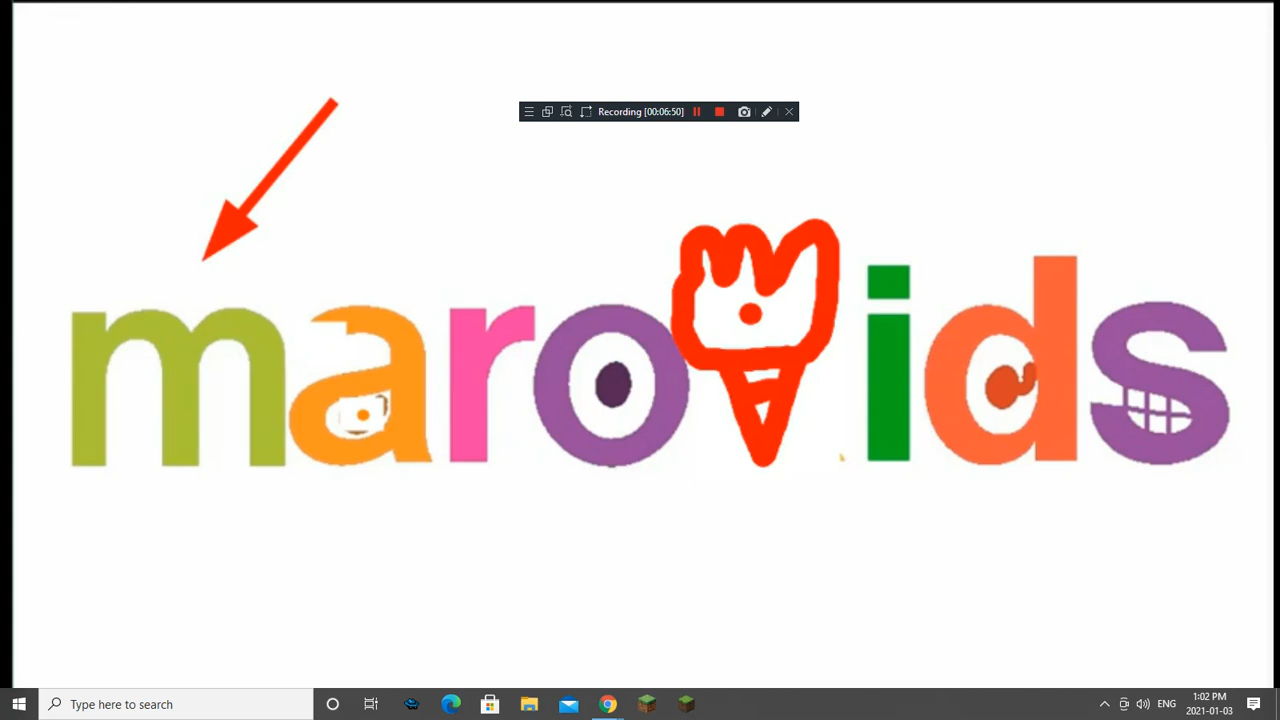 Recording [00:06:50]
maro ids
Type here to search
ENG
1:02 PM
2021-01-03